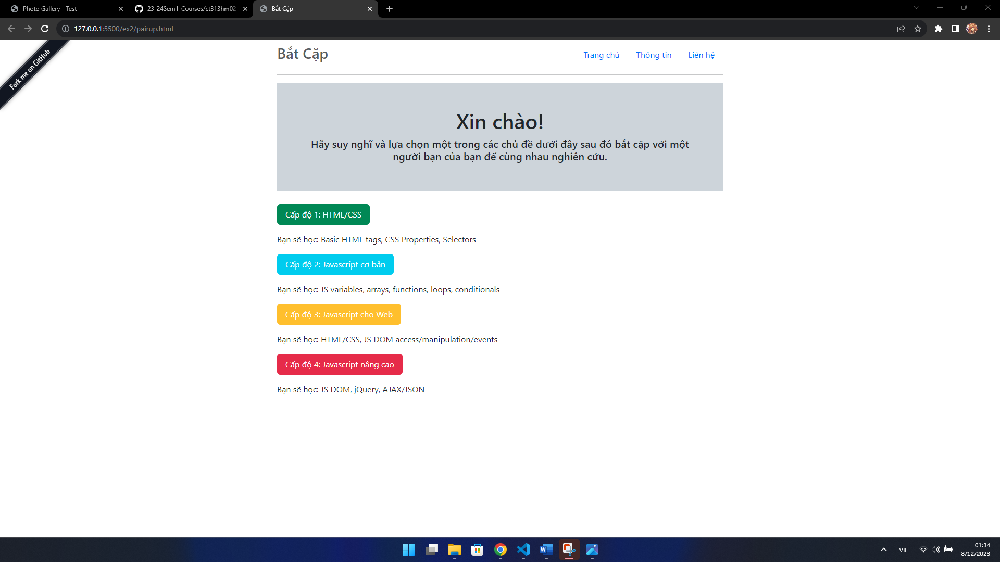 Photo Gallery - Test
23-24Sem1-Courses/ct313hm02-
Bắt Cặp
127.0.0.1:5500/ex2/pairup.html
Fork me on GitHub
Bắt Cặp
Trang chủ
Thông tin
Liên hệ
Xin chào!
Hãy suy nghĩ và lựa chọn một trong các chủ đề dưới đây sau đó bắt cặp với một
người bạn của bạn để cùng nhau nghiên cứu.
Cấp độ 1: HTML/CSS
Bạn sẽ học: Basic HTML tags, CSS Properties, Selectors
Cấp độ 2: Javascript cơ bản
Bạn sẽ học: JS variables, arrays, functions, loops, conditionals
Cấp độ 3: Javascript cho Web
Bạn sẽ học: HTML/CSS, JS DOM access/manipulation/events
Cấp độ 4: Javascript nâng cao
Bạn sẽ học: JS DOM, jQuery, AJAX/JSON
VIE
01:34
8/12/2023